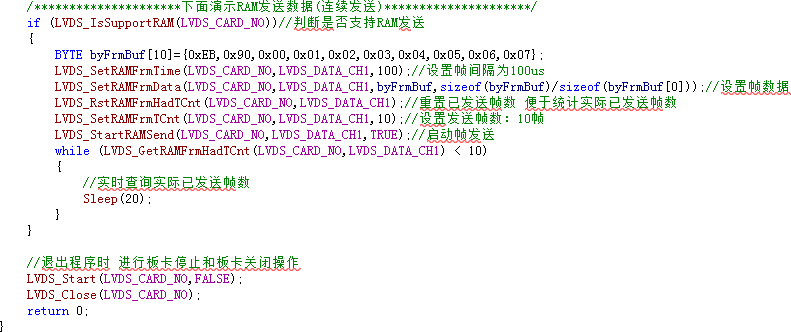 /*********************下面演示RAM发送数据(连续发送)*********************/
if (LVDS_IsSupportRAM(LVDS_CARD_NO))//判断是否支持RAM发送
{
BYTE byFrmBuf[10]={0xEB,0x90,0x00,0x01,0x02,0x03,0x04,0x05,0x06,0x07};
LVDS_SetRAMFrmTime(LVDS_CARD_NO,LVDS_DATA_CH1,100);//设置帧间隔为100us
LVDS_SetRAMFrmData(LVDS_CARD_NO,LVDS_DATA_CH1,byFrmBuf,sizeof(byFrmBuf)/sizeof(byFrmBuf[0]));//设置帧数据
LVDS_RstRAMFrmHadTCnt(LVDS_CARD_NO,LVDS_DATA_CH1);//重置已发送帧数 便于统计实际已发送帧数
LVDS_SetRAMFrmTCnt(LVDS_CARD_NO,LVDS_DATA_CH1,10);//设置发送帧数：10帧
LVDS_StartRAMSend(LVDS_CARD_NO,LVDS_DATA_CH1,TRUE);//启动帧发送
while (LVDS_GetRAMFrmHadTCnt(LVDS_CARD_NO,LVDS_DATA_CH1) < 10)
{
//实时查询实际已发送帧数
Sleep(20);
}
}
//退出程序时 进行板卡停止和板卡关闭操作
LVDS_Start(LVDS_CARD_NO,FALSE);
LVDS_Close(LVDS_CARD_NO);
return 0;
}